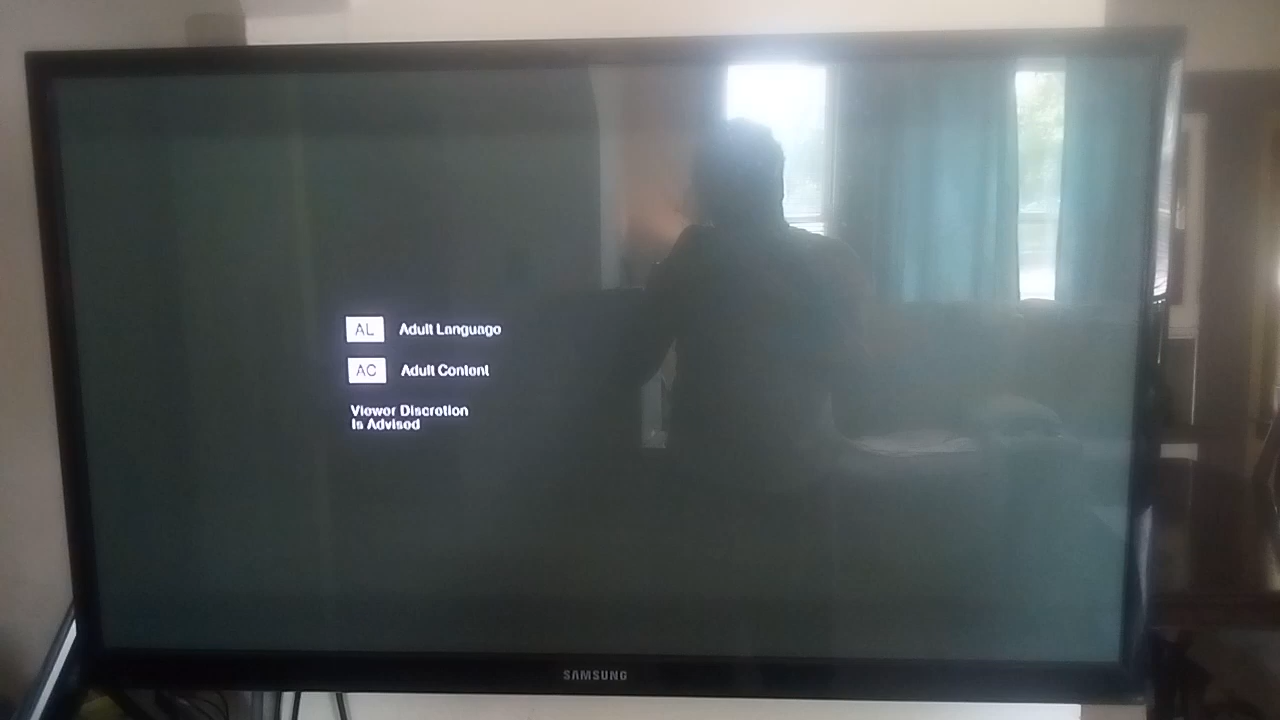 AL Adult Language
AC Adult Content
Viewer Discretion
Is Advised
SAMSUNG